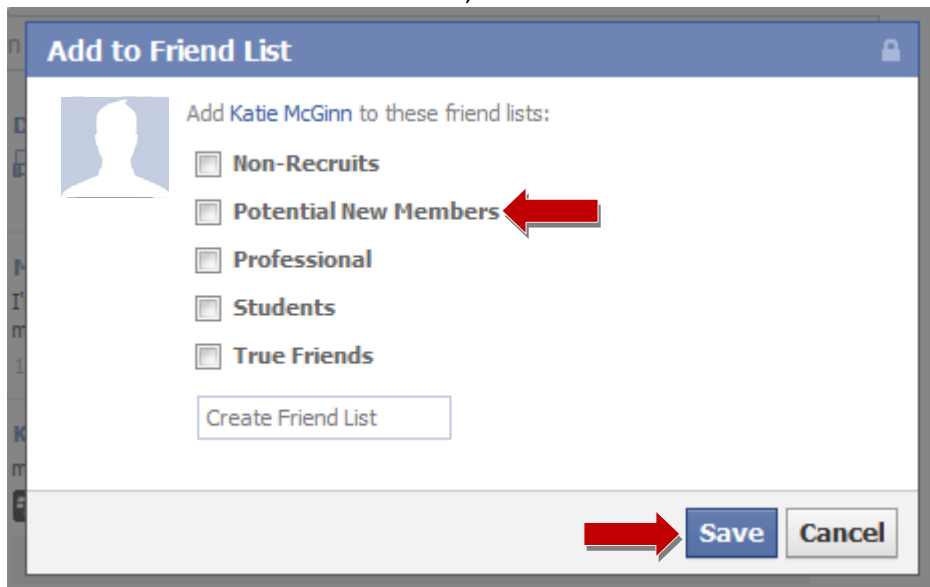 Add to Friend List
Add Katie McGinn to these friend lists:
Non-Recruits
Potential New Members
Professional
Students
True Friends
Create Friend List
Save Cancel